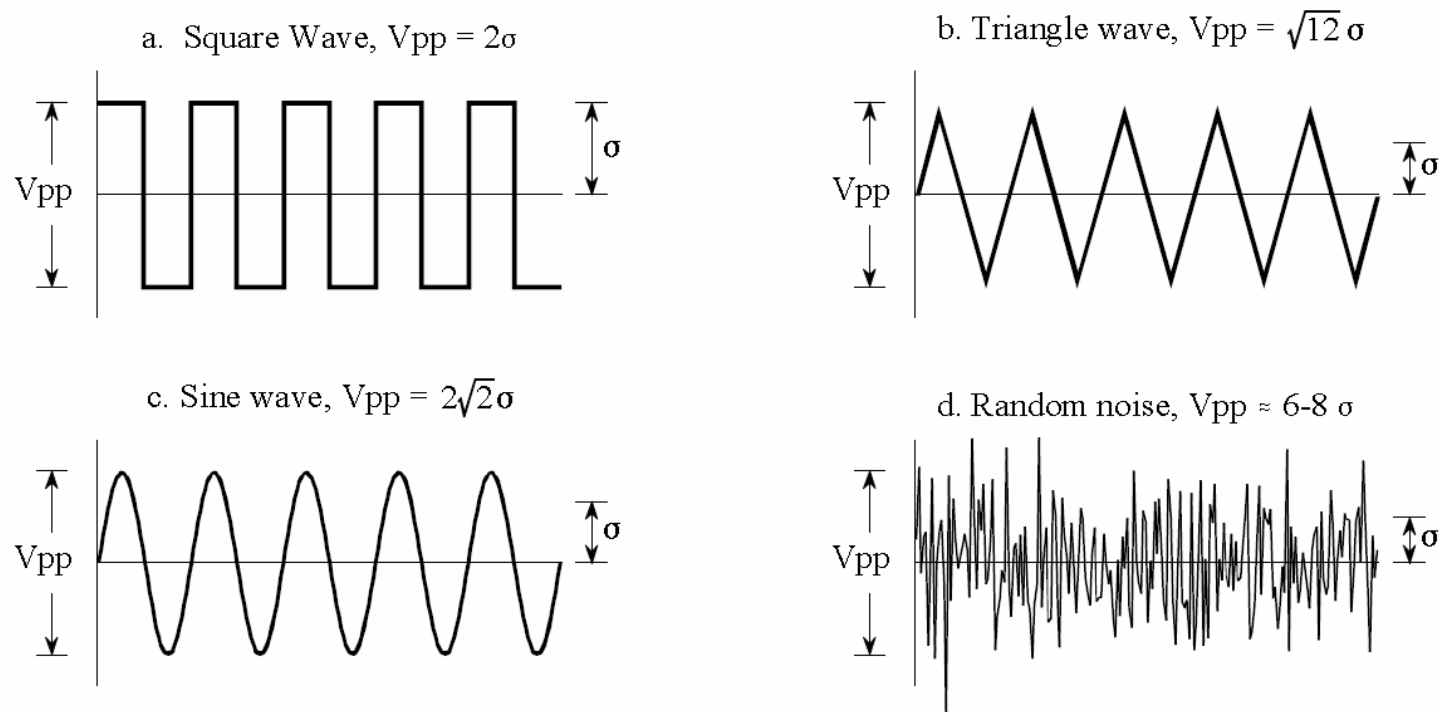 a. Square Wave, Vpp = 2σ
Vpp
σ
b. Triangle wave, Vpp = √12 σ
Vpp
σ
c. Sine wave, Vpp = 2√2σ
Vpp
σ
d. Random noise, Vpp ≈ 6-8 σ
Vpp
σ